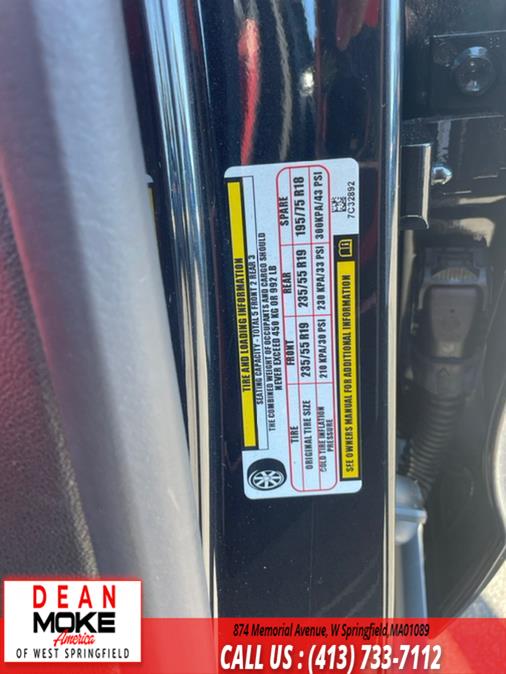 TIRE AND LOADING INFORMATION
SEATING CAPACITY - TOTAL 5 FRONT 2 REAR 3
THE COMBINED WEIGHT OF OCCUPANTS AND CARGO SHOULD
NEVER EXCEED 450 KG OR 992 LB
TIRE FRONT REAR SPARE
ORIGINAL TIRE SIZE 235/55 R19 235/55 R19 195/75 R18
COLD TIRE INFLATION PRESSURE 210 KPA/30 PSI 230 KPA/33 PSI 300KPA/43 PSI
SEE OWNERS MANUAL FOR ADDITIONAL INFORMATION
7C32892
DEAN
MOKE
America
OF WEST SPRINGFIELD
874 Memorial Avenue, W Springfield,MA01089
CALL US : (413) 733-7112